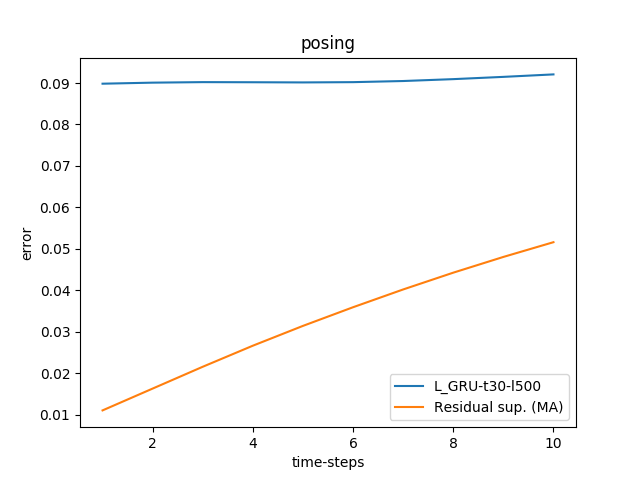 posing
0.09
0.08
0.07
0.06
0.05
0.04
0.03
0.02
0.01
error
L_GRU-t30-l500
Residual sup. (MA)
2 4 6 8 10
time-steps